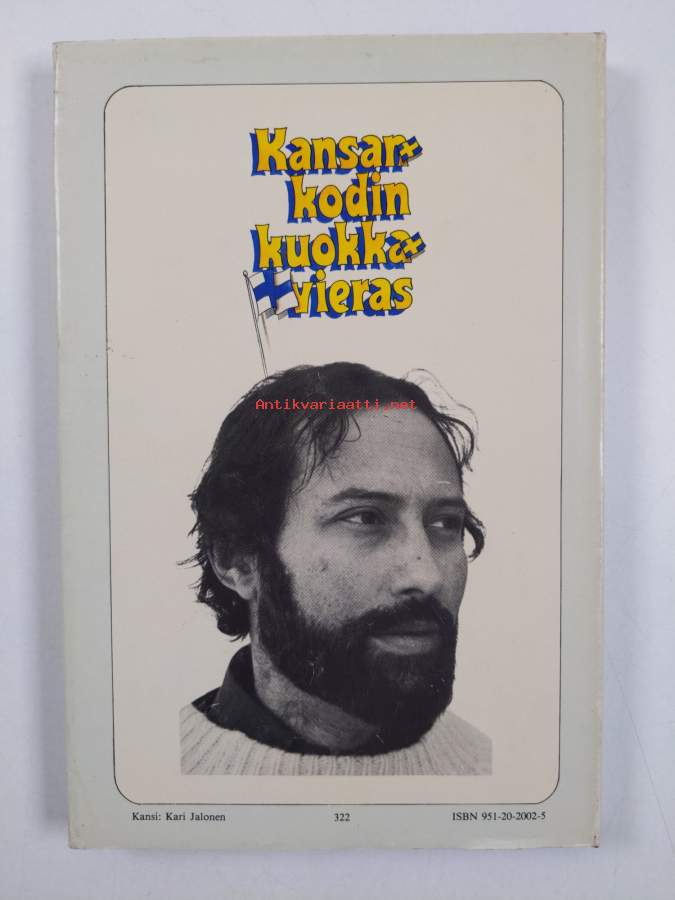 Kansan
kodin
kuokka
vieras
Antikvariaatti.net
Kansi: Kari Jalonen 322 ISBN 951-20-2002-5